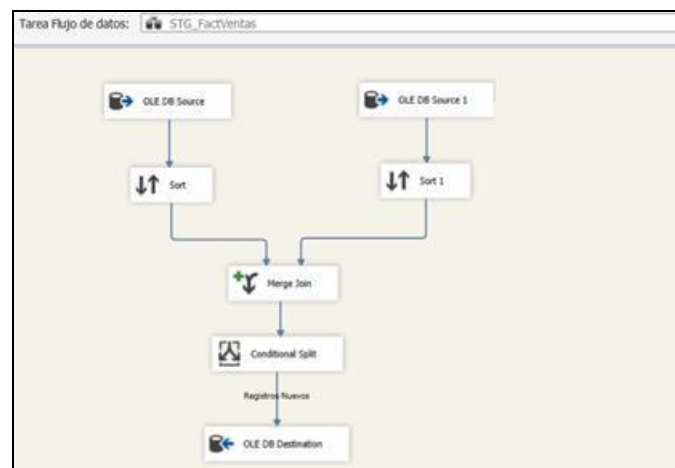 Tarea Flujo de datos: STG_FactVentas
OLE DB Source
OLE DB Source 1
Sort
Sort 1
Merge Join
Conditional Split
Registros Nuevos
OLE DB Destination